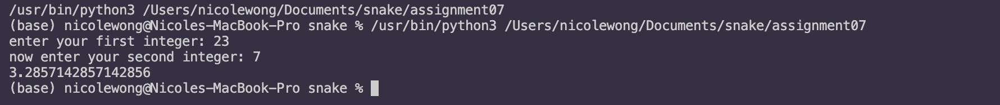 /usr/bin/python3 /Users/nicolewong/Documents/snake/assignment07
(base) nicolewong@Nicoles-MacBook-Pro snake % /usr/bin/python3 /Users/nicolewong/Documents/snake/assignment07
enter your first integer: 23
now enter your second integer: 7
3.2857142857142856
(base) nicolewong@Nicoles-MacBook-Pro snake %